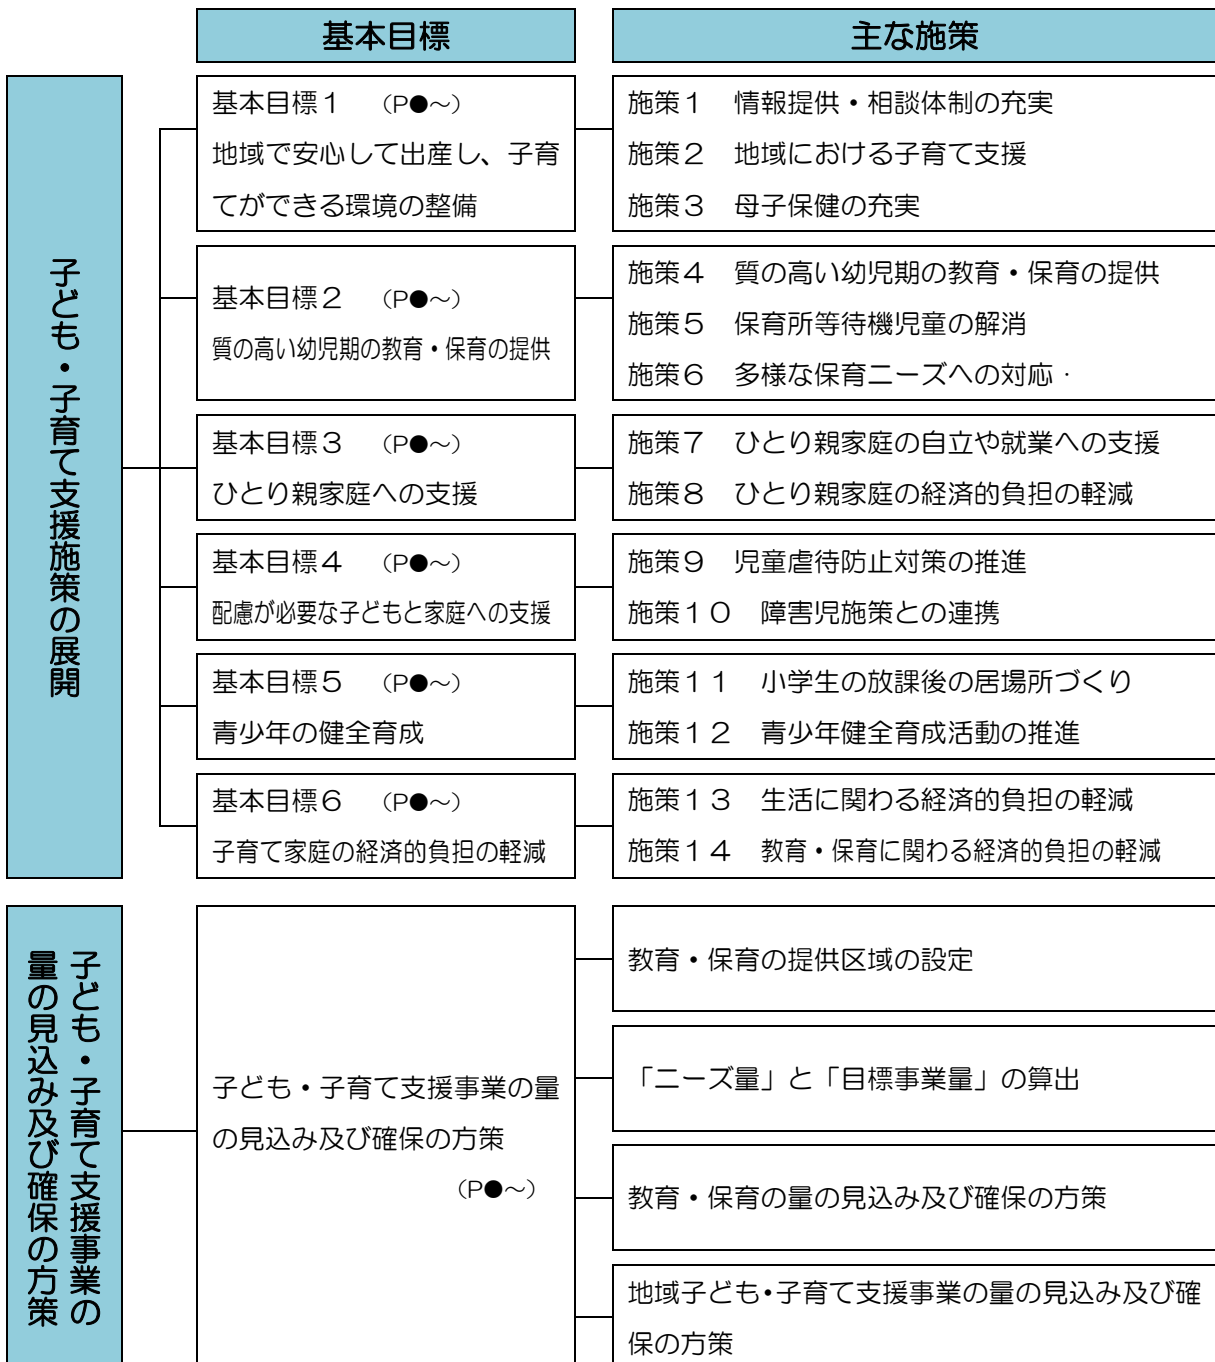 基本目標
主な施策
子ども・子育て支援施策の展開
基本目標１　（P●～）
地域で安心して出産し、子育
てができる環境の整備
施策１　情報提供・相談体制の充実
施策２　地域における子育て支援
施策３　母子保健の充実
基本目標２　（P●～）
質の高い幼児期の教育・保育の提供
施策４　質の高い幼児期の教育・保育の提供
施策５　保育所等待機児童の解消
施策６　多様な保育ニーズへの対応・
基本目標３　（P●～）
ひとり親家庭への支援
施策７　ひとり親家庭の自立や就業への支援
施策８　ひとり親家庭の経済的負担の軽減
基本目標４　（P●～）
配慮が必要な子どもと家庭への支援
施策９　児童虐待防止対策の推進
施策１０　障害児施策との連携
基本目標５　（P●～）
青少年の健全育成
施策１１　小学生の放課後の居場所づくり
施策１２　青少年健全育成活動の推進
基本目標６　（P●～）
子育て家庭の経済的負担の軽減
施策１３　生活に関わる経済的負担の軽減
施策１４　教育・保育に関わる経済的負担の軽減
子ども・子育て支援事業の
量の見込み及び確保の方策
子ども・子育て支援事業の量
の見込み及び確保の方策
（P●～）
教育・保育の提供区域の設定
「ニーズ量」と「目標事業量」の算出
教育・保育の量の見込み及び確保の方策
地域子ども・子育て支援事業の量の見込み及び確
保の方策